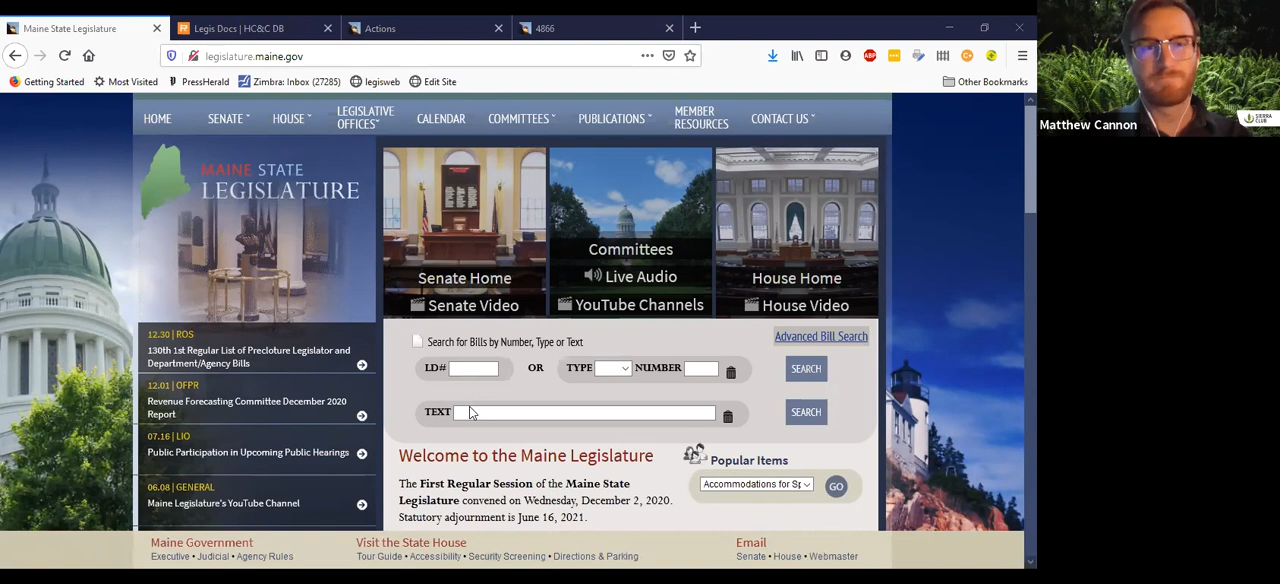 Maine State Legislature
Legis Docs | HC&C DB
Actions
4866
legislature.maine.gov
Getting Started
Most Visited
PressHerald
Zimbra: Inbox (27285)
legisweb
Edit Site
Other Bookmarks
HOME
SENATE
HOUSE
LEGISLATIVE
OFFICES
CALENDAR
COMMITTEES
PUBLICATIONS
MEMBER
RESOURCES
CONTACT US
MAINE STATE
LEGISLATURE
Senate Home
Senate Video
Committees
Live Audio
YouTube Channels
House Home
House Video
12.30 | ROS
130th 1st Regular List of Precloture Legislator and
Department/Agency Bills
12.01 | OFPR
Revenue Forecasting Committee December 2020
Report
07.16 | LIO
Public Participation in Upcoming Public Hearings
06.08 | GENERAL
Maine Legislature's YouTube Channel
Search for Bills by Number, Type or Text
Advanced Bill Search
LD#
OR
TYPE
NUMBER
SEARCH
TEXT
SEARCH
Welcome to the Maine Legislature
The First Regular Session of the Maine State
Legislature convened on Wednesday, December 2, 2020.
Statutory adjournment is June 16, 2021.
Popular Items
Accommodations for Sp
GO
Maine Government
Executive • Judicial • Agency Rules
Visit the State House
Tour Guide • Accessibility • Security Screening • Directions & Parking
Email
Senate • House • Webmaster
Matthew Cannon
SIERRA
CLUB
ABP